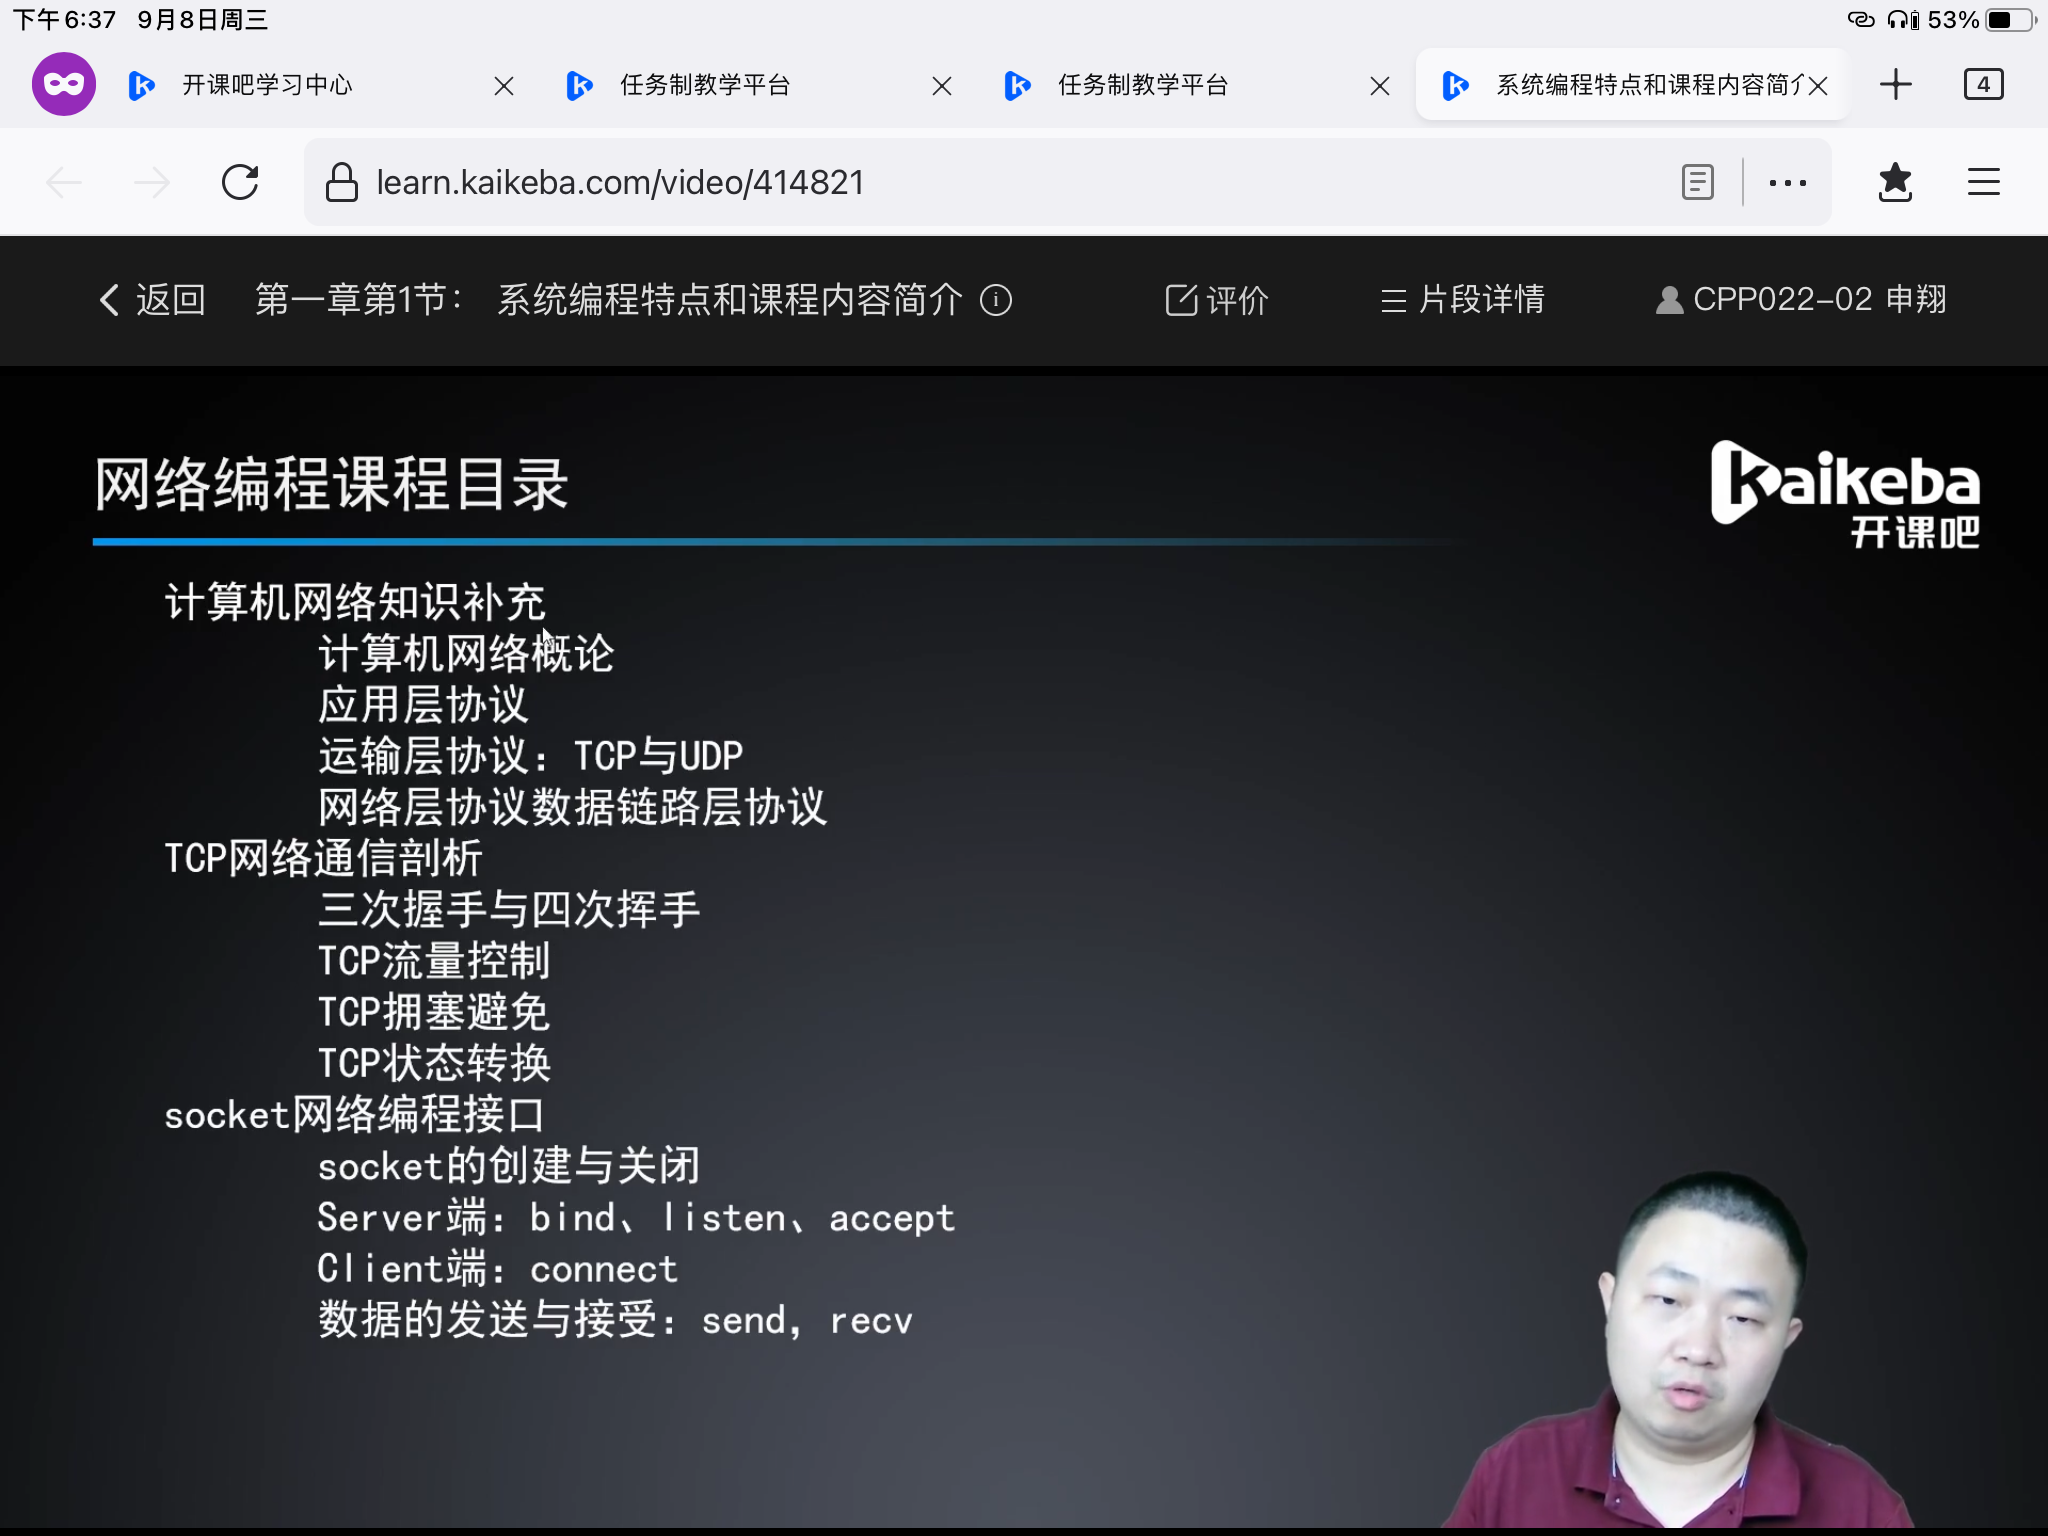 下午6:37 9月8日周三
53%
开课吧学习中心
任务制教学平台
任务制教学平台
系统编程特点和课程内容简介
4
learn.kaikeba.com/video/414821
返回 第一章第1节： 系统编程特点和课程内容简介
评价
片段详情
CPP022-02 申翔
网络编程课程目录
kaikeba
开课吧
计算机网络知识补充
计算机网络概论
应用层协议
运输层协议：TCP与UDP
网络层协议数据链路层协议
TCP网络通信剖析
三次握手与四次挥手
TCP流量控制
TCP拥塞避免
TCP状态转换
socket网络编程接口
socket的创建与关闭
Server端：bind、listen、accept
Client端：connect
数据的发送与接受：send，recv